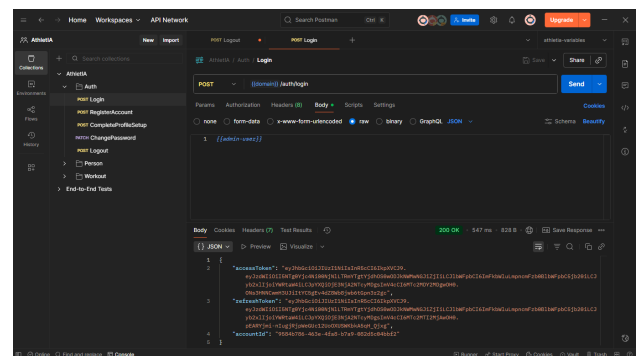 Home Workspaces API Network
Search Postman Ctrl K
Invite
Upgrade
AthletIA New Import
POST Logout
POST Login
athletia-variables
Collections
Search collections
AthletIA / Auth / Login
Save Share
AthletIA
Auth
POST Login
POST RegisterAccount
POST CompleteProfileSetup
PATCH ChangePassword
POST Logout
Person
Workout
End-to-End Tests
Environments
Flows
History
POST {{domain}} /auth/login Send
Params Authorization Headers (8) Body Scripts Settings Cookies
none form-data x-www-form-urlencoded raw binary GraphQL JSON Schema Beautify
1 {{admin-user}}
Body Cookies Headers (7) Test Results 200 OK 547 ms 828 B Save Response
{} JSON Preview Visualize
1 {
2 "accessToken":
3 "refreshToken":
4 "accountId":
5 }
Online Find and replace Console Runner Start Proxy Cookies Vault Trash